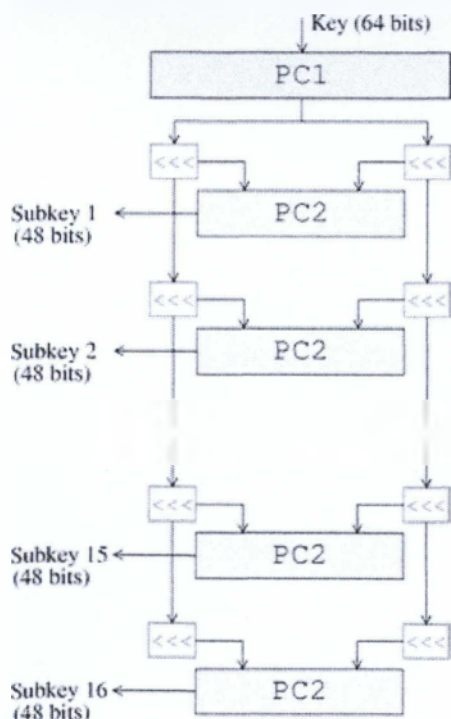 Key (64 bits)
PC1
<<< <<<
Subkey 1
(48 bits)
PC2
<<< <<<
Subkey 2
(48 bits)
PC2
<<< <<<
Subkey 15
(48 bits)
PC2
<<< <<<
Subkey 16
(48 bits)
PC2